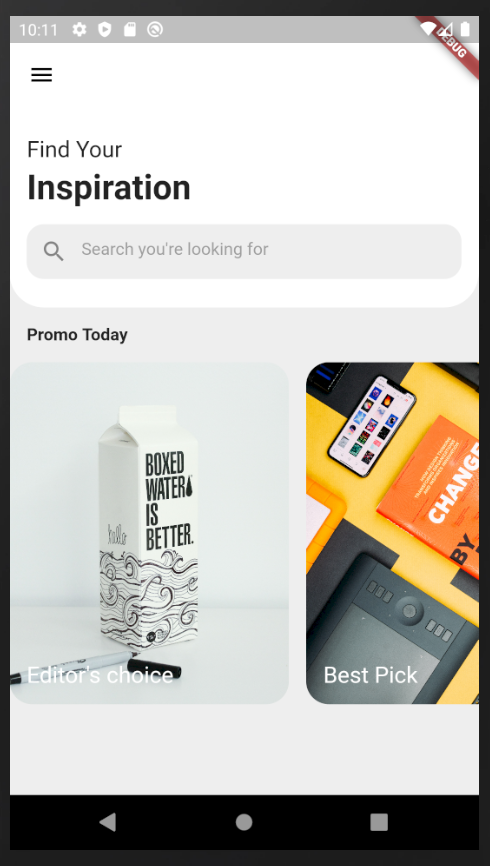 10:11
DEBUG
Find Your
Inspiration
Search you're looking for
Promo Today
BOXED
WATER
IS
BETTER.
hello
CHANGE
BY
Editor's choice
Best Pick